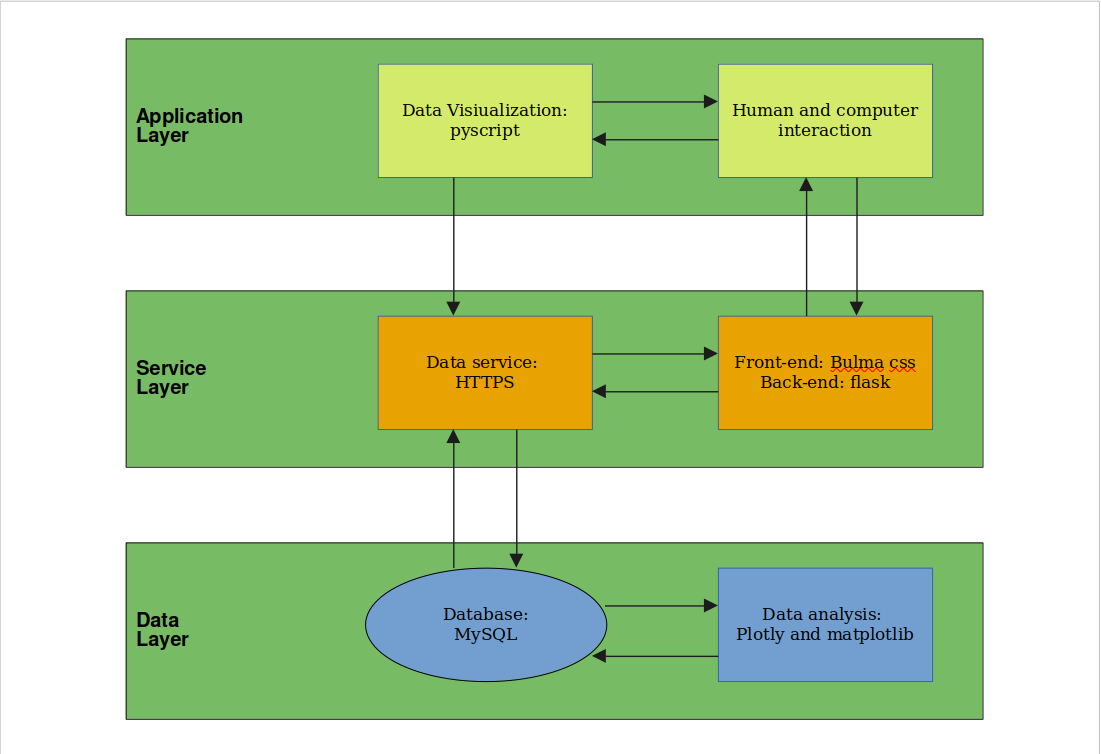 Application
Layer
Data Visiualization:
pyscript
Human and computer
interaction
Service
Layer
Data service:
HTTPS
Front-end: Bulma css
Back-end: flask
Data
Layer
Database:
MySQL
Data analysis:
Plotly and matplotlib